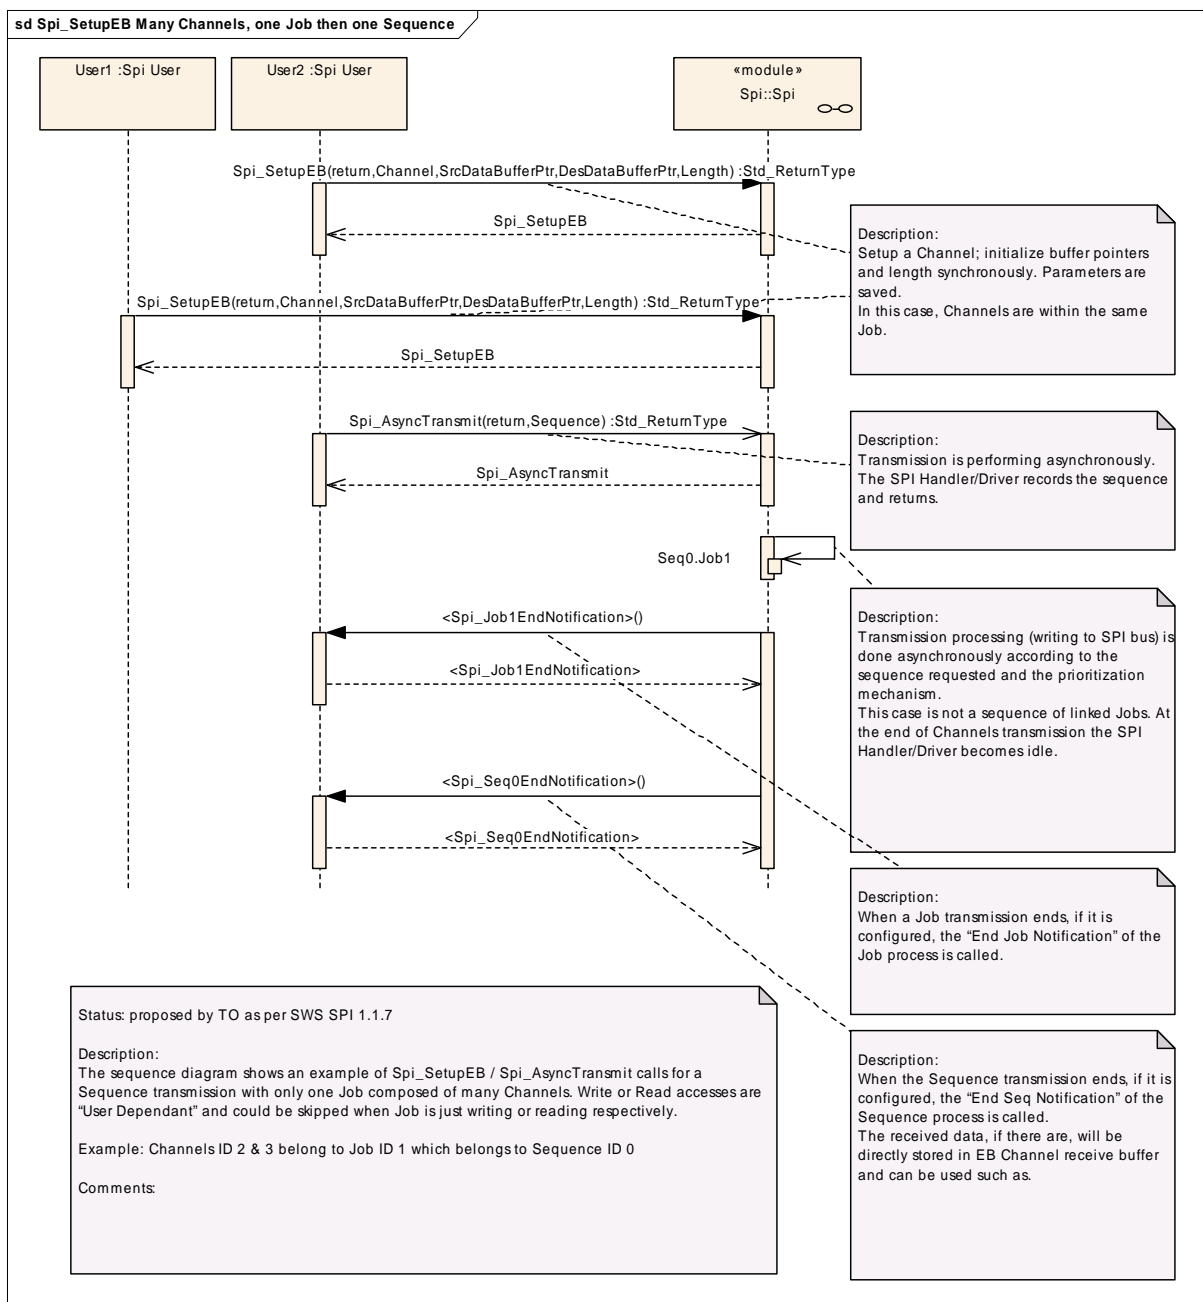 sd Spi_SetupEB Many Channels, one Job then one Sequence
User1 :Spi User
User2 :Spi User
«module»
Spi::Spi
Spi_SetupEB(return,Channel,SrcDataBufferPtr,DesDataBufferPtr,Length) :Std_ReturnType
Spi_SetupEB
Description:
Setup a Channel; initialize buffer pointers
and length synchronously. Parameters are
saved.
In this case, Channels are within the same
Job.
Spi_SetupEB(return,Channel,SrcDataBufferPtr,DesDataBufferPtr,Length) :Std_ReturnType
Spi_SetupEB
Spi_AsyncTransmit(return,Sequence) :Std_ReturnType
Spi_AsyncTransmit
Description:
Transmission is performing asynchronously.
The SPI Handler/Driver records the sequence
and returns.
Seq0.Job1
Description:
Transmission processing (writing to SPI bus) is
done asynchronously according to the
sequence requested and the prioritization
mechanism.
This case is not a sequence of linked Jobs. At
the end of Channels transmission the SPI
Handler/Driver becomes idle.
<Spi_Job1EndNotification>()
<Spi_Job1EndNotification>
<Spi_Seq0EndNotification>()
<Spi_Seq0EndNotification>
Description:
When a Job transmission ends, if it is
configured, the “End Job Notification” of the
Job process is called.
Status: proposed by TO as per SWS SPI 1.1.7
Description:
The sequence diagram shows an example of Spi_SetupEB / Spi_AsyncTransmit calls for a
Sequence transmission with only one Job composed of many Channels. Write or Read accesses are
“User Dependant” and could be skipped when Job is just writing or reading respectively.
Example: Channels ID 2 & 3 belong to Job ID 1 which belongs to Sequence ID 0
Comments:
Description:
When the Sequence transmission ends, if it is
configured, the “End Seq Notification” of the
Sequence process is called.
The received data, if there are, will be
directly stored in EB Channel receive buffer
and can be used such as.